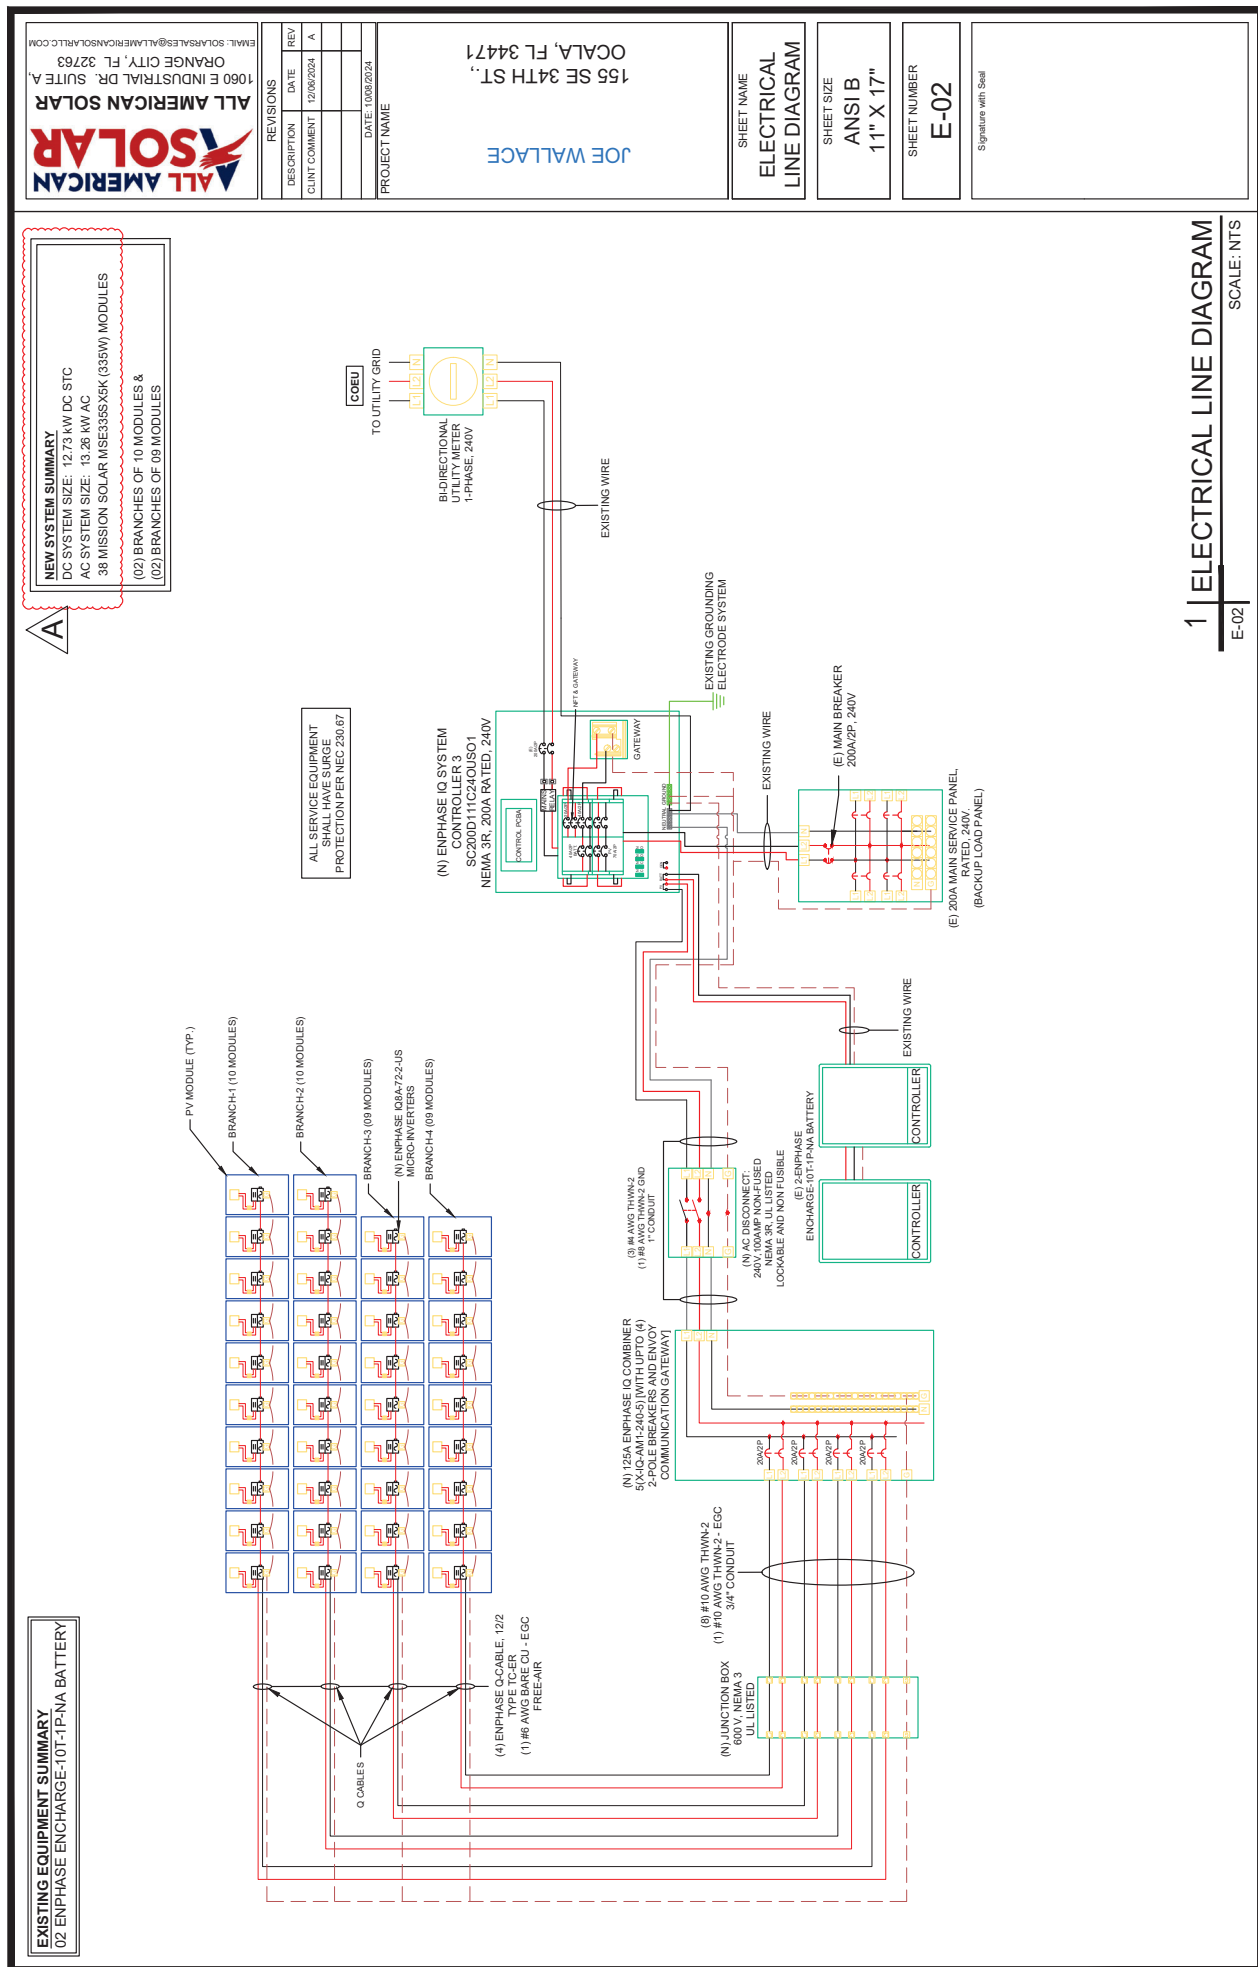 EXISTING EQUIPMENT SUMMARY
02 ENPHASE ENCHARGE-10T-1P-NA BATTERY
A
NEW SYSTEM SUMMARY
DC SYSTEM SIZE: 12.73 kW DC STC
AC SYSTEM SIZE: 13.26 kW AC
38 MISSION SOLAR MSE335SX5K (335W) MODULES
(02) BRANCHES OF 10 MODULES &
(02) BRANCHES OF 09 MODULES
PV MODULE (TYP.)
BRANCH-1 (10 MODULES)
BRANCH-2 (10 MODULES)
BRANCH-3 (09 MODULES)
(N) ENPHASE IQ8A-72-2-US
MICRO-INVERTERS
BRANCH-4 (09 MODULES)
Q CABLES
(4) ENPHASE Q-CABLE, 12/2
TYPE TC-ER
(1) #6 AWG BARE CU - EGC
FREE-AIR
ALL SERVICE EQUIPMENT
SHALL HAVE SURGE
PROTECTION PER NEC 230.67
COEU
TO UTILITY GRID
L1
L2
N
L1
L2
N
BI-DIRECTIONAL
UTILITY METER
1-PHASE, 240V
EXISTING WIRE
(N) ENPHASE IQ SYSTEM
CONTROLLER 3
SC200D111C240USO1
NEMA 3R, 200A RATED, 240V
CONTROL PCBA
MAINS
RELAY
NFT & GATEWAY
GATEWAY
NEUTRAL
GROUND
EXISTING GROUNDING
ELECTRODE SYSTEM
EXISTING WIRE
(E) MAIN BREAKER
200A/2P, 240V
(E) 200A MAIN SERVICE PANEL,
RATED, 240V.
(BACKUP LOAD PANEL)
(N) JUNCTION BOX
600 V, NEMA 3
UL LISTED
(8) #10 AWG THWN-2
(1) #10 AWG THWN-2 - EGC
3/4" CONDUIT
(N) 125A ENPHASE IQ COMBINER
5(X-IQ-AM1-240-5) [WITH UPTO (4)
2-POLE BREAKERS AND ENVOY
COMMUNICATION GATEWAY]
20A/2P
20A/2P
20A/2P
20A/2P
(3) #4 AWG THWN-2
(1) #8 AWG THWN-2 GND
1" CONDUIT
(N) AC DISCONNECT:
240V, 100AMP NON-FUSED
NEMA 3R, UL LISTED
LOCKABLE AND NON FUSIBLE
(E) 2-ENPHASE
ENCHARGE-10T-1P-NA BATTERY
CONTROLLER
CONTROLLER
EXISTING WIRE
1
ELECTRICAL LINE DIAGRAM
E-02
SCALE: NTS
ALL AMERICAN
SOLAR
ALL AMERICAN SOLAR
1060 E INDUSTRIAL DR. SUITE A,
ORANGE CITY, FL 32763
EMAIL: SOLARSALES@ALLAMERICANSOLARLLC.COM
REVISIONS
DESCRIPTION DATE REV
CLINT COMMENT 12/06/2024 A
DATE: 10/08/2024
PROJECT NAME
JOE WALLACE
155 SE 34TH ST.,
OCALA, FL 34471
SHEET NAME
ELECTRICAL
LINE DIAGRAM
SHEET SIZE
ANSI B
11" X 17"
SHEET NUMBER
E-02
Signature with Seal